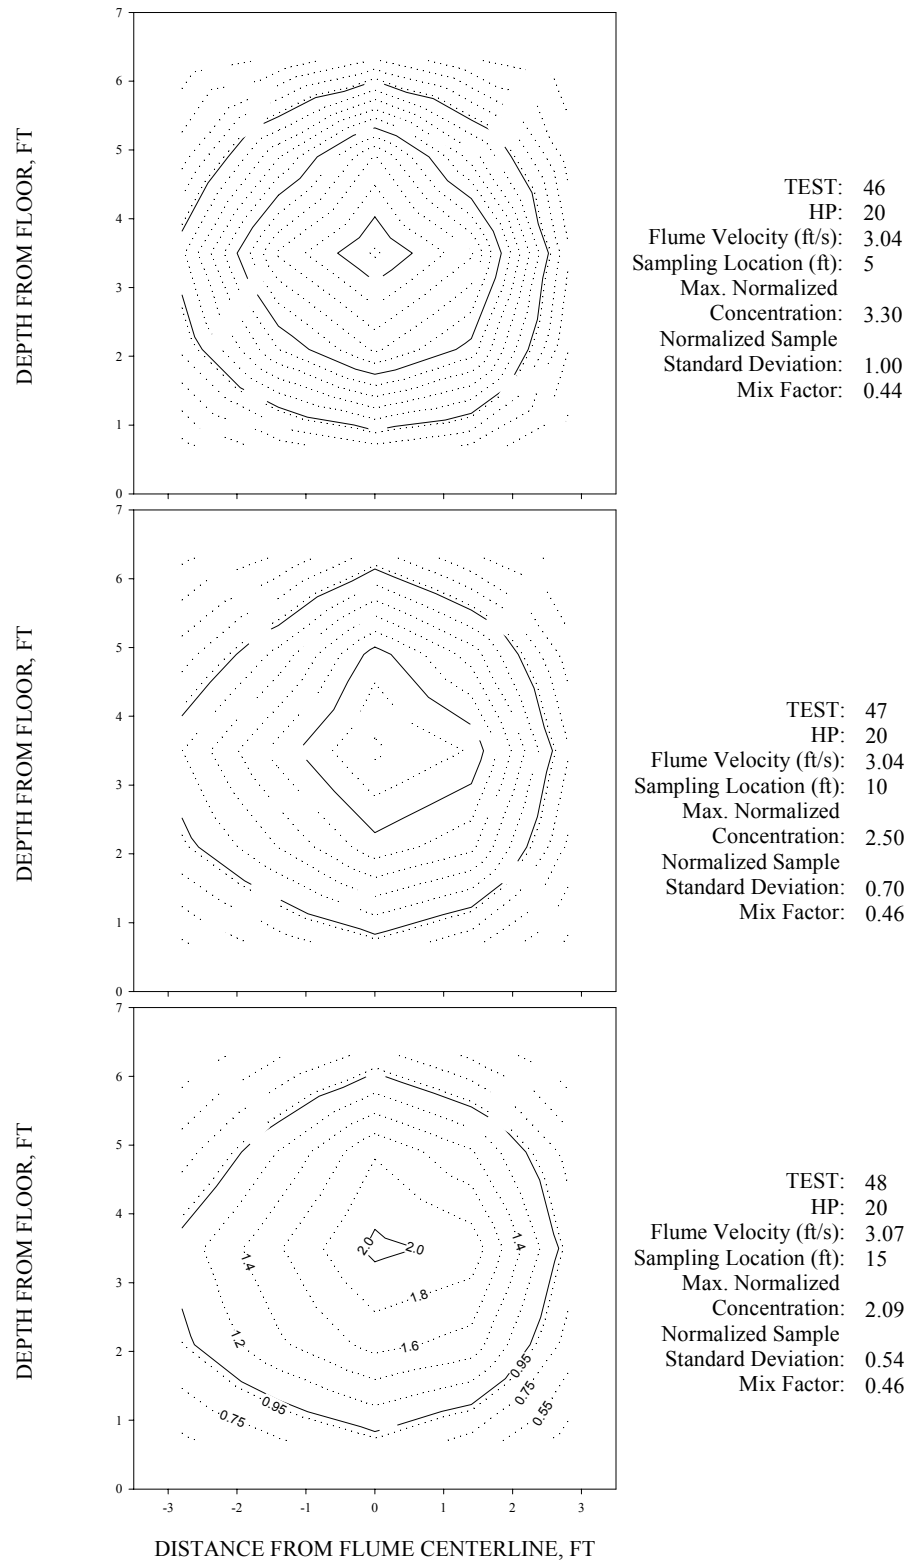 7
6
5
4
3
2
1
0
DEPTH FROM FLOOR, FT
TEST: 46
HP: 20
Flume Velocity (ft/s): 3.04
Sampling Location (ft): 5
Max. Normalized
Concentration: 3.30
Normalized Sample
Standard Deviation: 1.00
Mix Factor: 0.44
7
6
5
4
3
2
1
0
DEPTH FROM FLOOR, FT
TEST: 47
HP: 20
Flume Velocity (ft/s): 3.04
Sampling Location (ft): 10
Max. Normalized
Concentration: 2.50
Normalized Sample
Standard Deviation: 0.70
Mix Factor: 0.46
7
6
5
4
3
2
1
0
DEPTH FROM FLOOR, FT
2.0
2.0
1.4
1.4
1.8
1.2
1.6
0.95
0.95
0.75
0.75
0.55
TEST: 48
HP: 20
Flume Velocity (ft/s): 3.07
Sampling Location (ft): 15
Max. Normalized
Concentration: 2.09
Normalized Sample
Standard Deviation: 0.54
Mix Factor: 0.46
-3 -2 -1 0 1 2 3
DISTANCE FROM FLUME CENTERLINE, FT